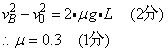 v_B^2 − v_0^2 = 2·μg·L (2分)
∴ μ = 0.3 (1分)